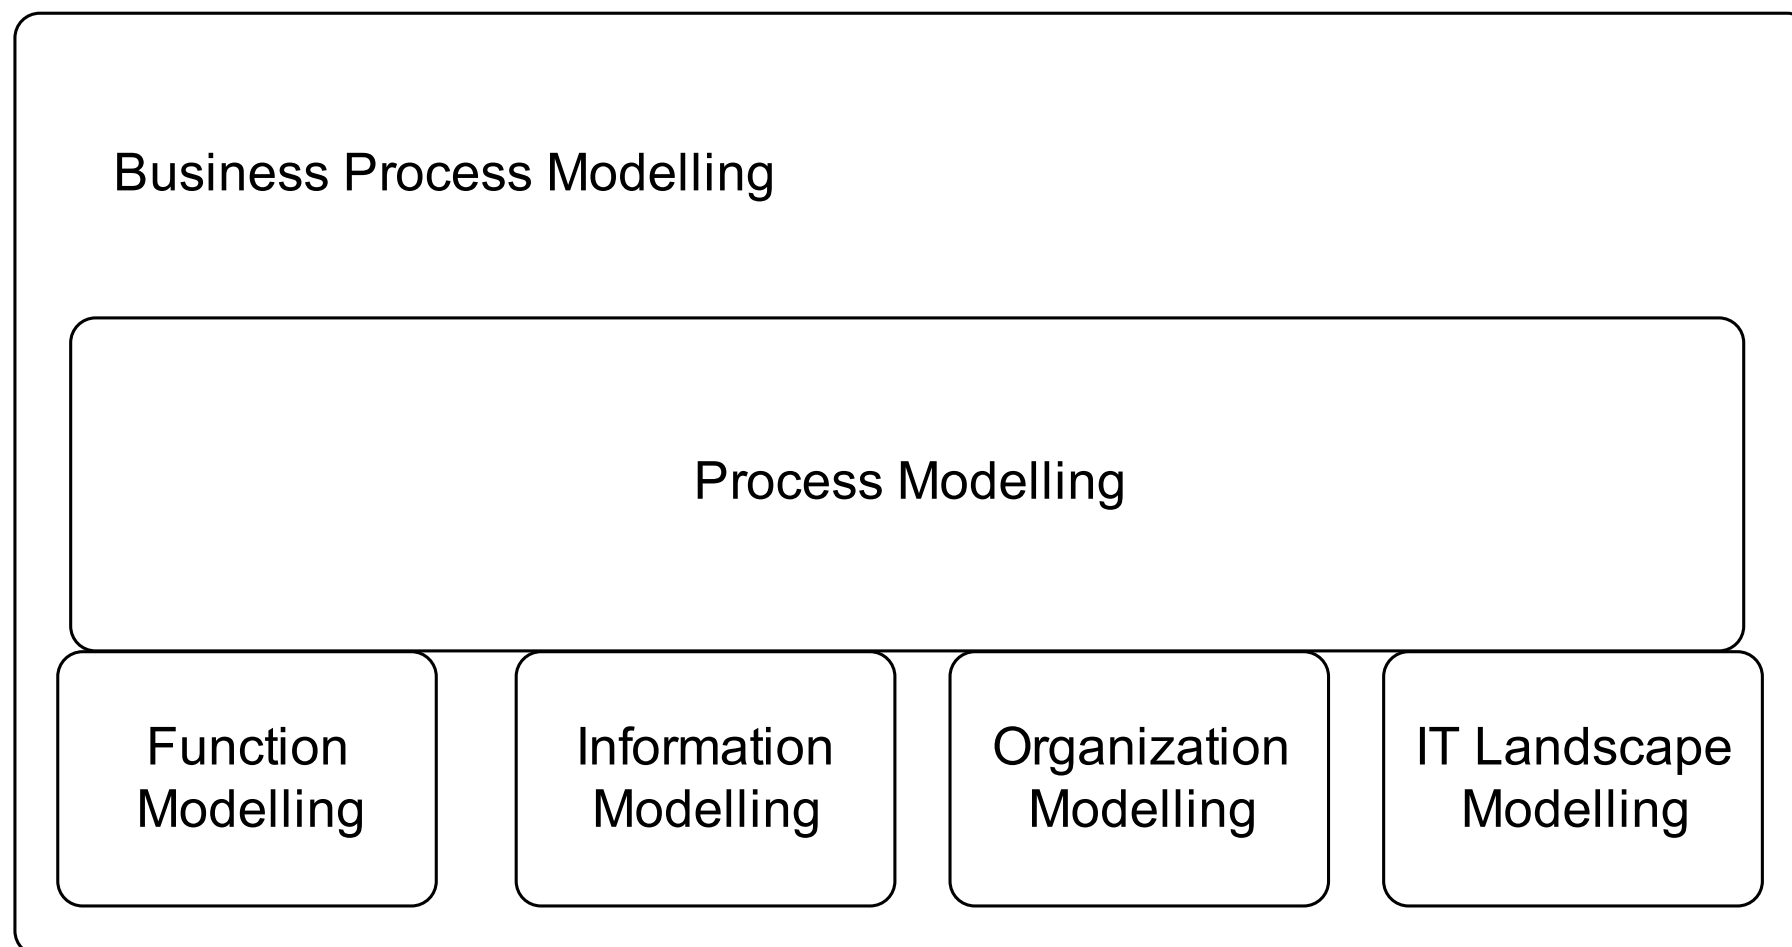 Business Process Modelling
Process Modelling
Function
Modelling
Information
Modelling
Organization
Modelling
IT Landscape
Modelling